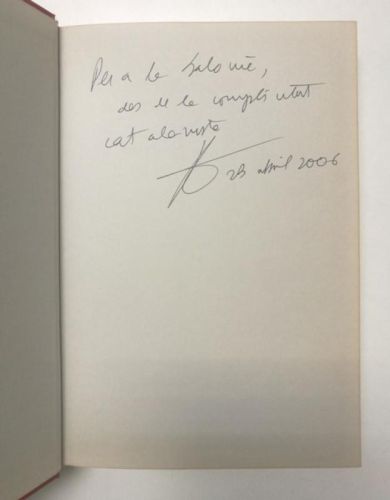 Per a la Salomé,
des de la complicitat
catalanista
23 abril 2006